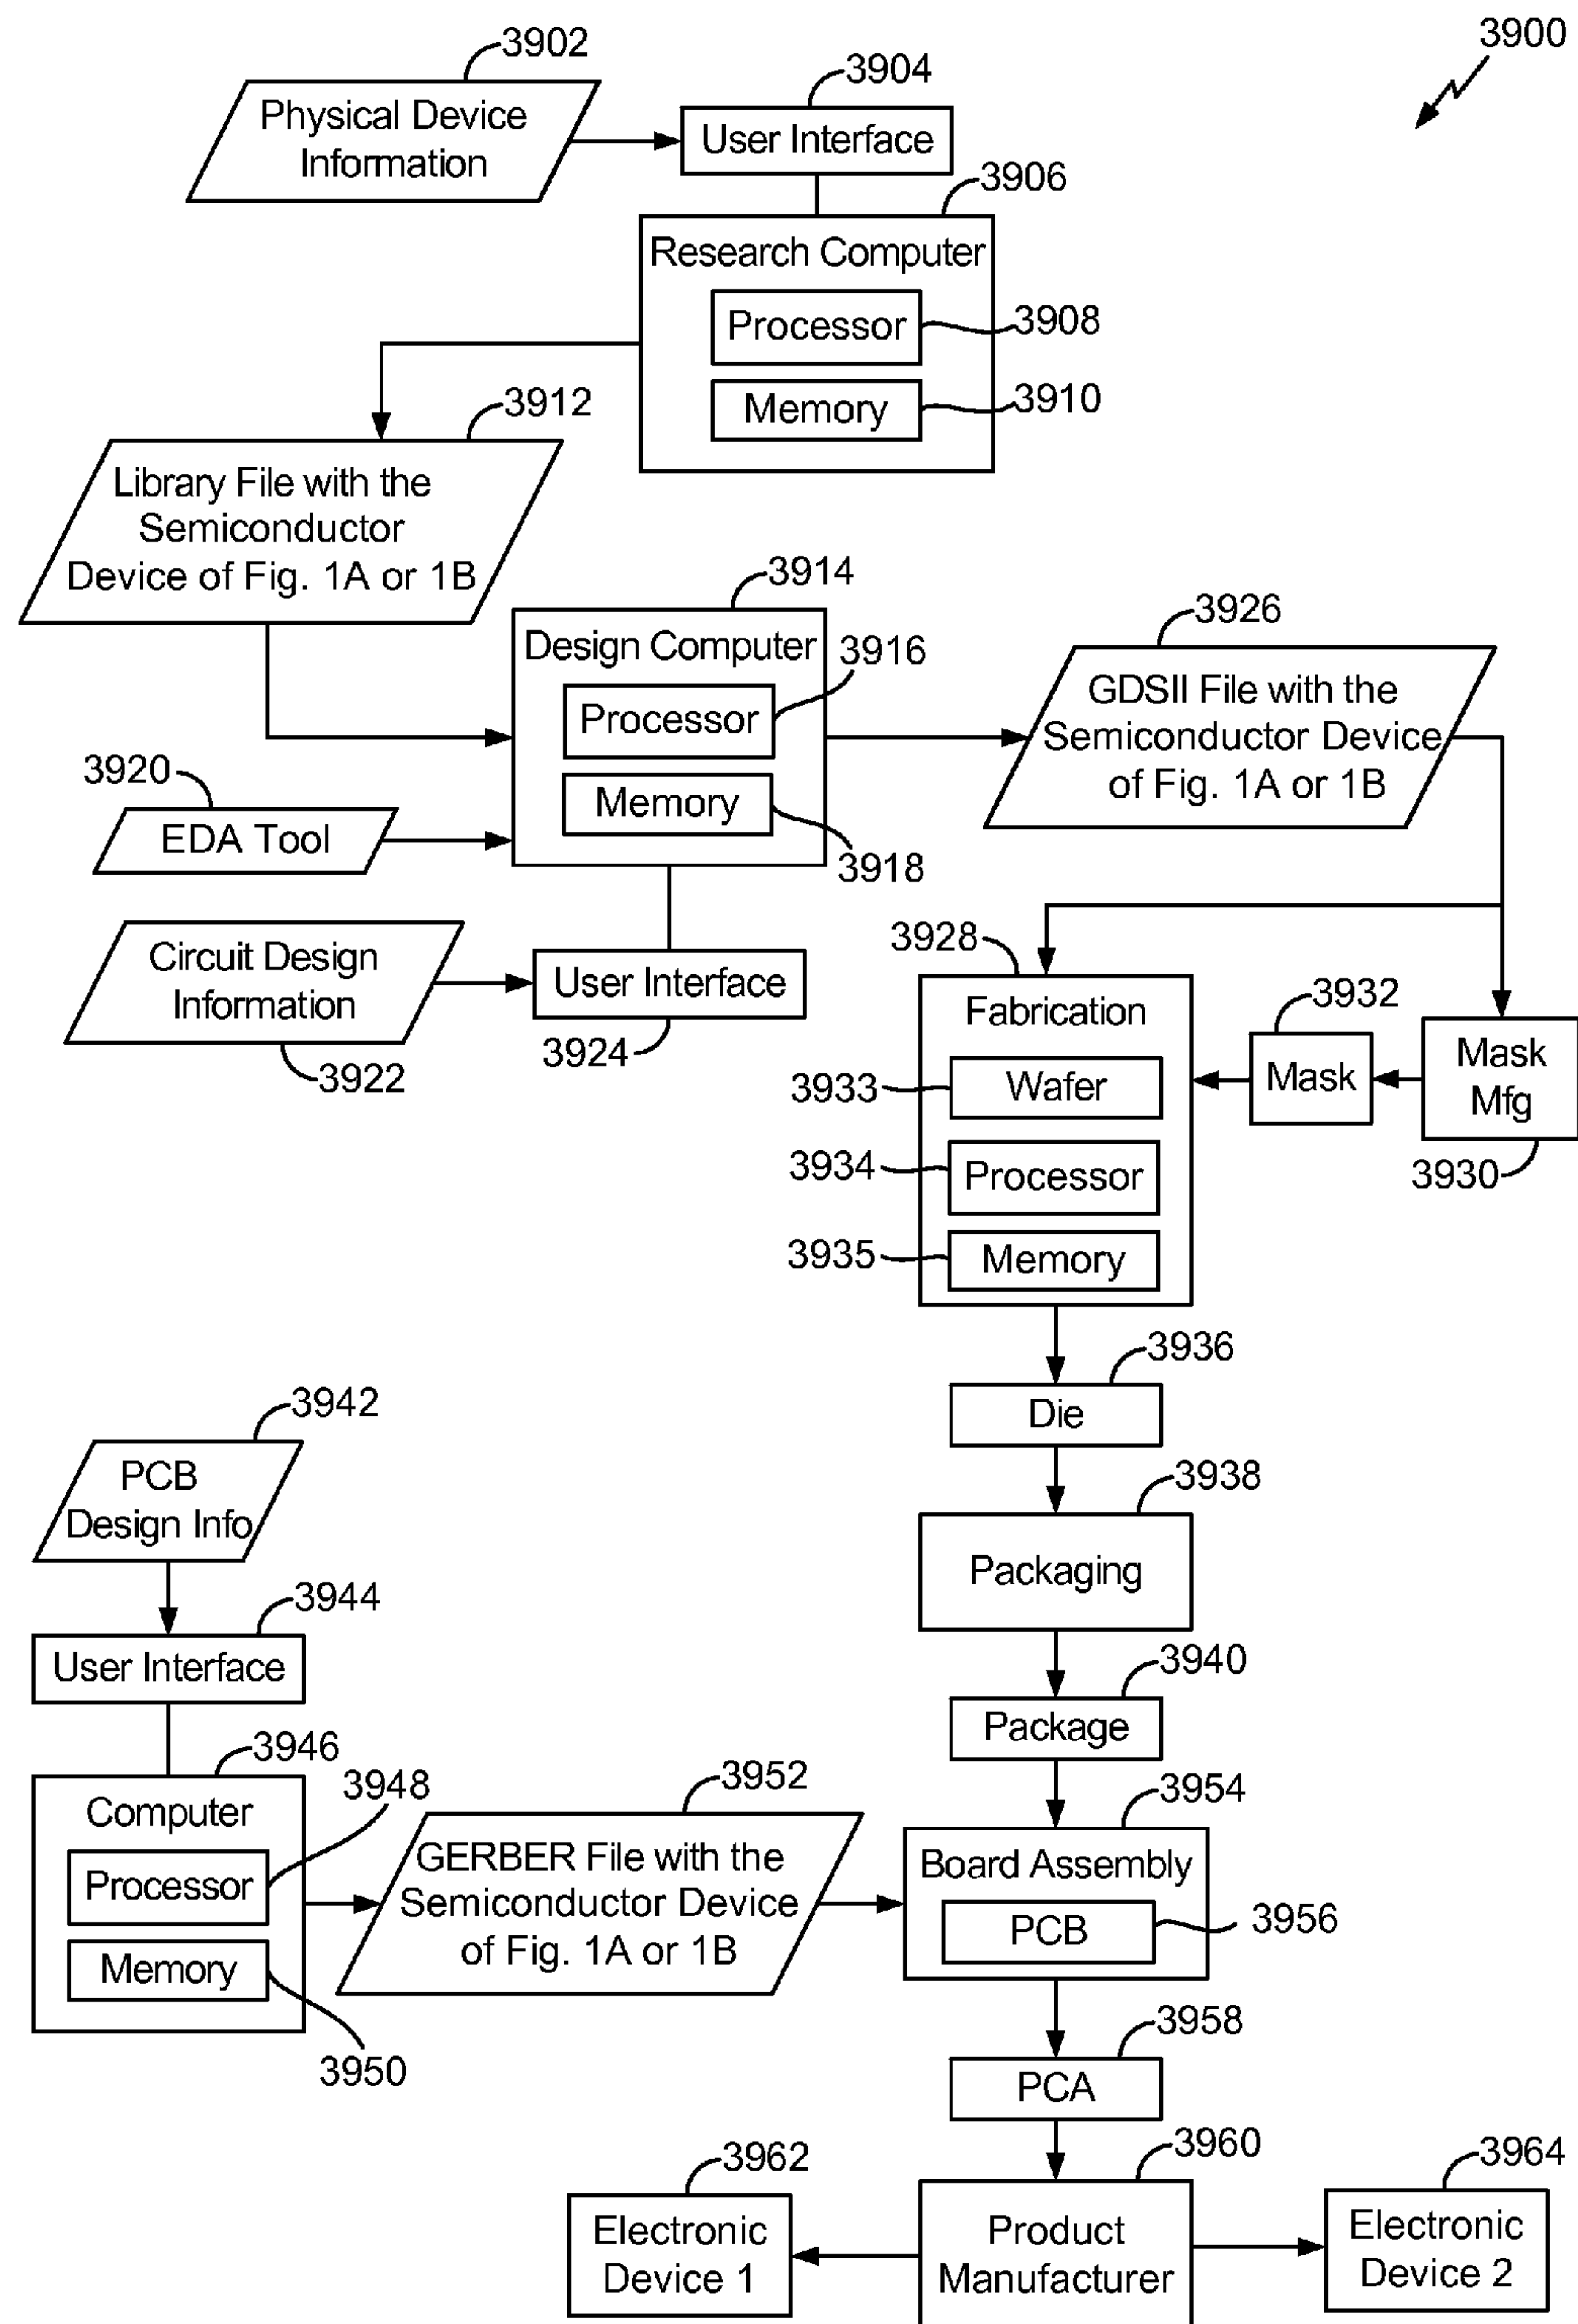 3900
3902
Physical Device
Information
3904
User Interface
3906
Research Computer
Processor
3908
Memory
3910
3912
Library File with the
Semiconductor
Device of Fig. 1A or 1B
3914
Design Computer
3916
Processor
Memory
3918
3920
EDA Tool
Circuit Design
Information
3922
User Interface
3924
3926
GDSII File with the
Semiconductor Device
of Fig. 1A or 1B
3928
Fabrication
3933
Wafer
3934
Processor
3935
Memory
3932
Mask
Mask
Mfg
3930
3936
Die
3938
Packaging
3940
Package
3942
PCB
Design Info
3944
User Interface
3946
Computer
3948
Processor
Memory
3950
3952
GERBER File with the
Semiconductor Device
of Fig. 1A or 1B
3954
Board Assembly
PCB
3956
3958
PCA
3960
Product
Manufacturer
3962
Electronic
Device 1
3964
Electronic
Device 2